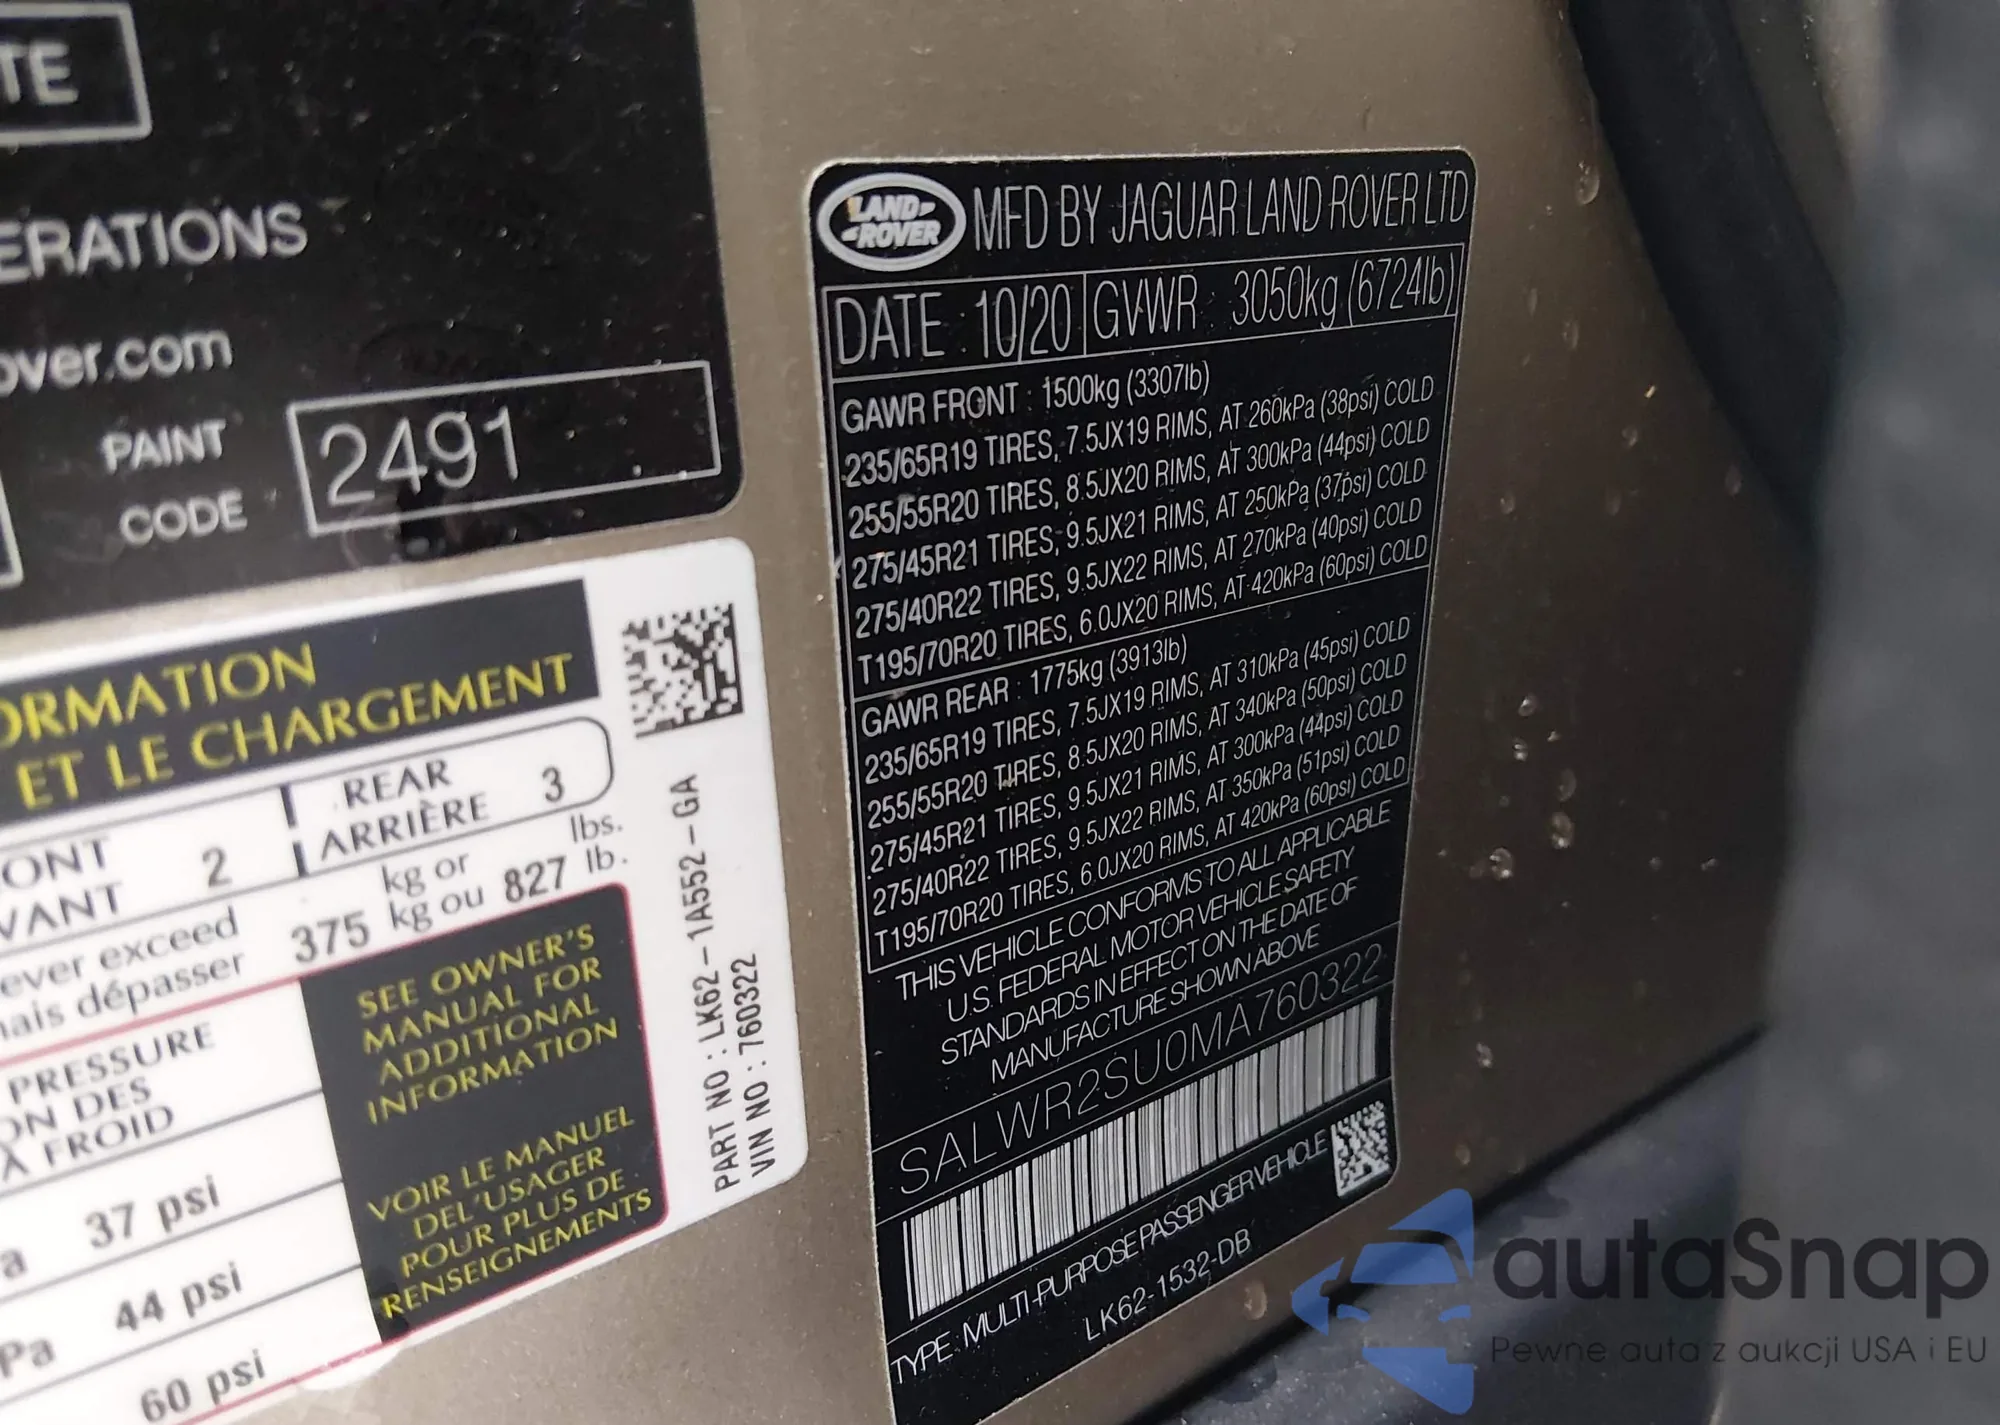 TE
ERATIONS
over.com
PAINT
CODE
2491
ORMATION
ET LE CHARGEMENT
ONT
VANT
2
REAR
ARRIÈRE
3
ever exceed
375
kg or
kg ou
827
lbs.
lb.
mais dépasser
PRESSURE
ON DES
À FROID
a 37 psi
Pa 44 psi
60 psi
SEE OWNER'S
MANUAL FOR
ADDITIONAL
INFORMATION
VOIR LE MANUEL
DEL'USAGER
POUR PLUS DE
RENSEIGNEMENTS
PART NO : LK62-1A552-GA
VIN NO : 760322
LAND-
-ROVER
MFD BY JAGUAR LAND ROVER LTD
DATE : 10/20 GVWR : 3050kg (6724lb)
GAWR FRONT : 1500kg (3307lb)
235/65R19 TIRES, 7.5JX19 RIMS, AT 260kPa (38psi) COLD
255/55R20 TIRES, 8.5JX20 RIMS, AT 300kPa (44psi) COLD
275/45R21 TIRES, 9.5JX21 RIMS, AT 250kPa (37psi) COLD
275/40R22 TIRES, 9.5JX22 RIMS, AT 270kPa (40psi) COLD
T195/70R20 TIRES, 6.0JX20 RIMS, AT 420kPa (60psi) COLD
GAWR REAR : 1775kg (3913lb)
235/65R19 TIRES, 7.5JX19 RIMS, AT 310kPa (45psi) COLD
255/55R20 TIRES, 8.5JX20 RIMS, AT 340kPa (50psi) COLD
275/45R21 TIRES, 9.5JX21 RIMS, AT 300kPa (44psi) COLD
275/40R22 TIRES, 9.5JX22 RIMS, AT 350kPa (51psi) COLD
T195/70R20 TIRES, 6.0JX20 RIMS, AT 420kPa (60psi) COLD
THIS VEHICLE CONFORMS TO ALL APPLICABLE
U.S. FEDERAL MOTOR VEHICLE SAFETY
STANDARDS IN EFFECT ON THE DATE OF
MANUFACTURE SHOWN ABOVE
SALWR2SU0MA760322
TYPE : MULTI-PURPOSE PASSENGER VEHICLE
LK62-1532-DB
autaSnap
Pewne auta z aukcji USA i EU